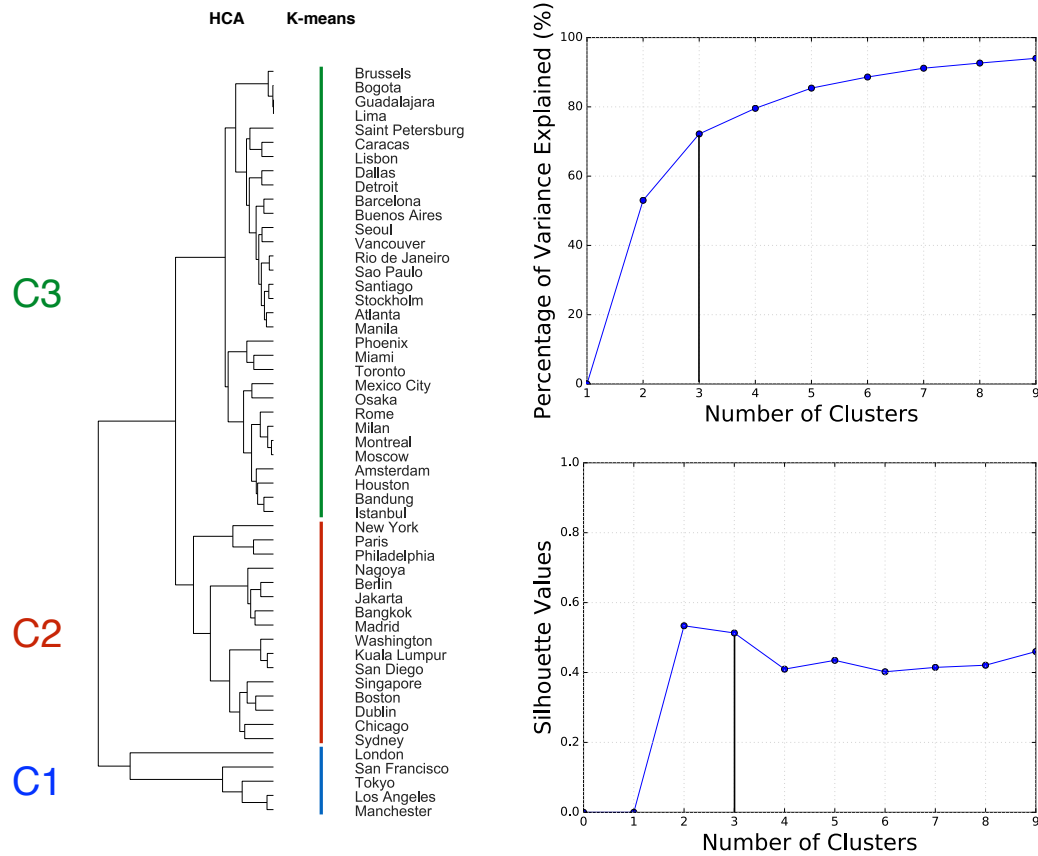 HCA K-means
Brussels
Bogota
Guadalajara
Lima
Saint Petersburg
Caracas
Lisbon
Dallas
Detroit
Barcelona
Buenos Aires
Seoul
Vancouver
Rio de Janeiro
Sao Paulo
Santiago
Stockholm
Atlanta
Manila
Phoenix
Miami
Toronto
Mexico City
Osaka
Rome
Milan
Montreal
Moscow
Amsterdam
Houston
Bandung
Istanbul
New York
Paris
Philadelphia
Nagoya
Berlin
Jakarta
Bangkok
Madrid
Washington
Kuala Lumpur
San Diego
Singapore
Boston
Dublin
Chicago
Sydney
London
San Francisco
Tokyo
Los Angeles
Manchester
C3
C2
C1
Percentage of Variance Explained (%)
100
80
60
40
20
0
1 2 3 4 5 6 7 8 9
Number of Clusters
Silhouette Values
1.0
0.8
0.6
0.4
0.2
0.0
0 1 2 3 4 5 6 7 8 9
Number of Clusters